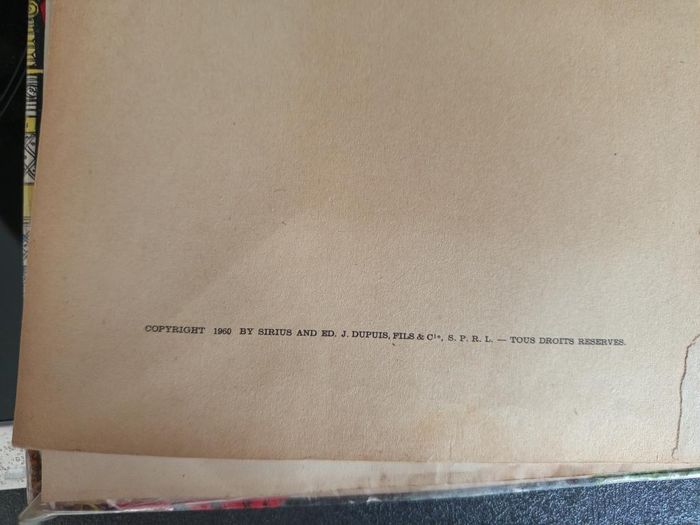 COPYRIGHT 1960 BY SIRIUS AND ED. J. DUPUIS, FILS & Cie, S. P. R. L. — TOUS DROITS RESERVES.